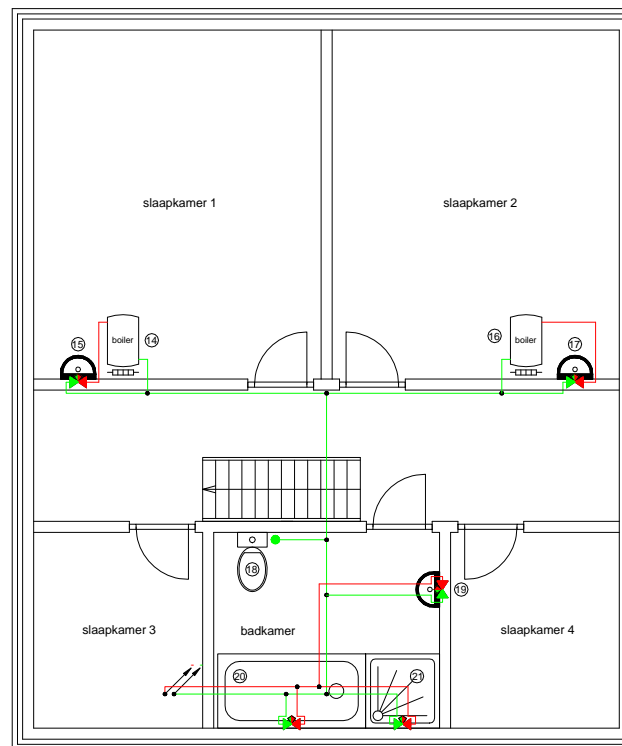 slaapkamer 1
slaapkamer 2
15
boiler
14
16
boiler
17
18
19
slaapkamer 3
badkamer
slaapkamer 4
20
21